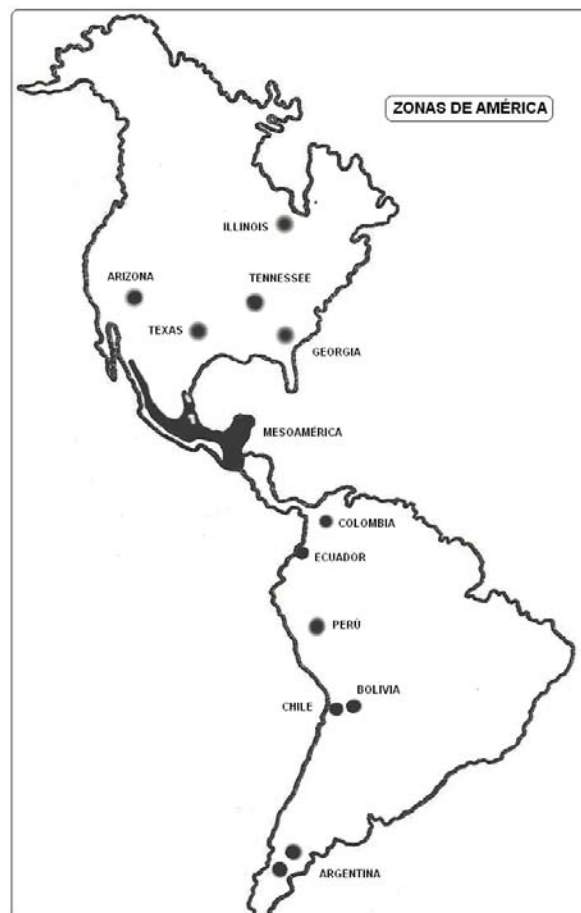 ZONAS DE AMÉRICA
ILLINOIS
ARIZONA
TENNESSEE
TEXAS
GEORGIA
MESOAMÉRICA
COLOMBIA
ECUADOR
PERÚ
BOLIVIA
CHILE
ARGENTINA